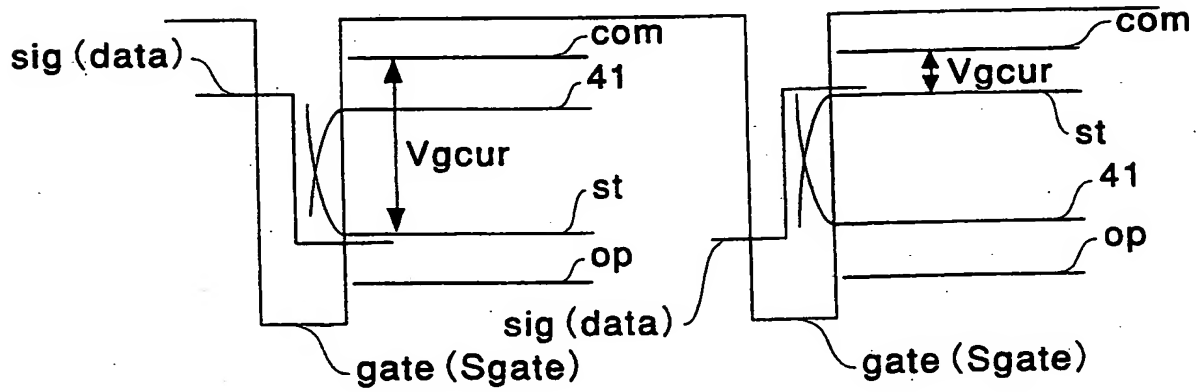 com
sig (data)
41
Vgcur
st
op
gate (Sgate)
com
Vgcur
st
41
op
sig (data)
gate (Sgate)